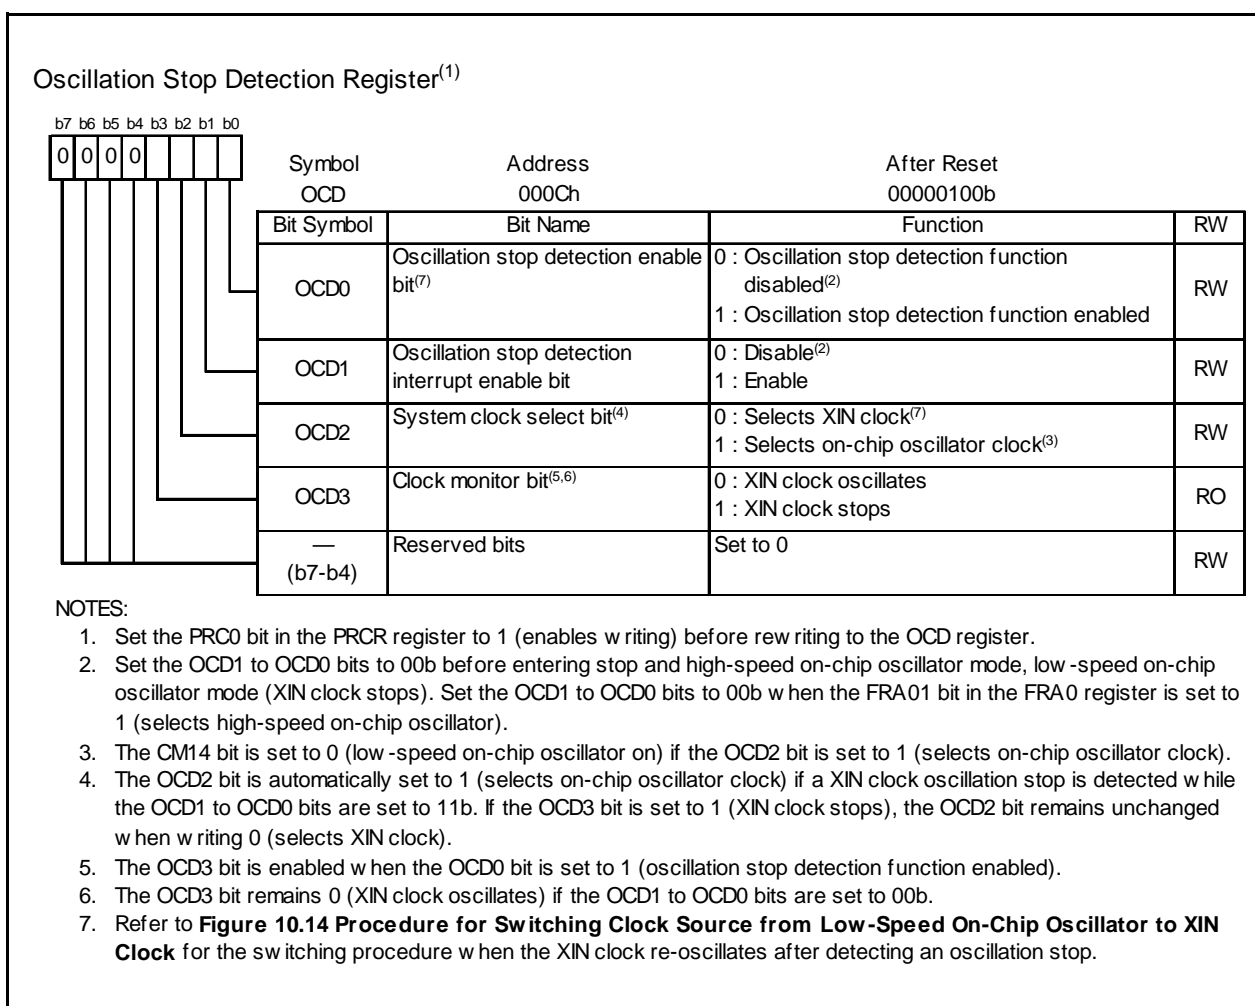 Oscillation Stop Detection Register(1)
b7 b6 b5 b4 b3 b2 b1 b0
0 0 0 0
Symbol Address After Reset
OCD 000Ch 00000100b
Bit Symbol Bit Name Function RW
OCD0 Oscillation stop detection enable bit(7) 0 : Oscillation stop detection function disabled(2) RW
1 : Oscillation stop detection function enabled
OCD1 Oscillation stop detection interrupt enable bit 0 : Disable(2) RW
1 : Enable
OCD2 System clock select bit(4) 0 : Selects XIN clock(7) RW
1 : Selects on-chip oscillator clock(3)
OCD3 Clock monitor bit(5,6) 0 : XIN clock oscillates RO
1 : XIN clock stops
— (b7-b4) Reserved bits Set to 0 RW
NOTES:
1. Set the PRC0 bit in the PRCR register to 1 (enables writing) before rewriting to the OCD register.
2. Set the OCD1 to OCD0 bits to 00b before entering stop and high-speed on-chip oscillator mode, low-speed on-chip
oscillator mode (XIN clock stops). Set the OCD1 to OCD0 bits to 00b when the FRA01 bit in the FRA0 register is set to
1 (selects high-speed on-chip oscillator).
3. The CM14 bit is set to 0 (low-speed on-chip oscillator on) if the OCD2 bit is set to 1 (selects on-chip oscillator clock).
4. The OCD2 bit is automatically set to 1 (selects on-chip oscillator clock) if a XIN clock oscillation stop is detected while
the OCD1 to OCD0 bits are set to 11b. If the OCD3 bit is set to 1 (XIN clock stops), the OCD2 bit remains unchanged
when writing 0 (selects XIN clock).
5. The OCD3 bit is enabled when the OCD0 bit is set to 1 (oscillation stop detection function enabled).
6. The OCD3 bit remains 0 (XIN clock oscillates) if the OCD1 to OCD0 bits are set to 00b.
7. Refer to Figure 10.14 Procedure for Switching Clock Source from Low-Speed On-Chip Oscillator to XIN
Clock for the switching procedure when the XIN clock re-oscillates after detecting an oscillation stop.